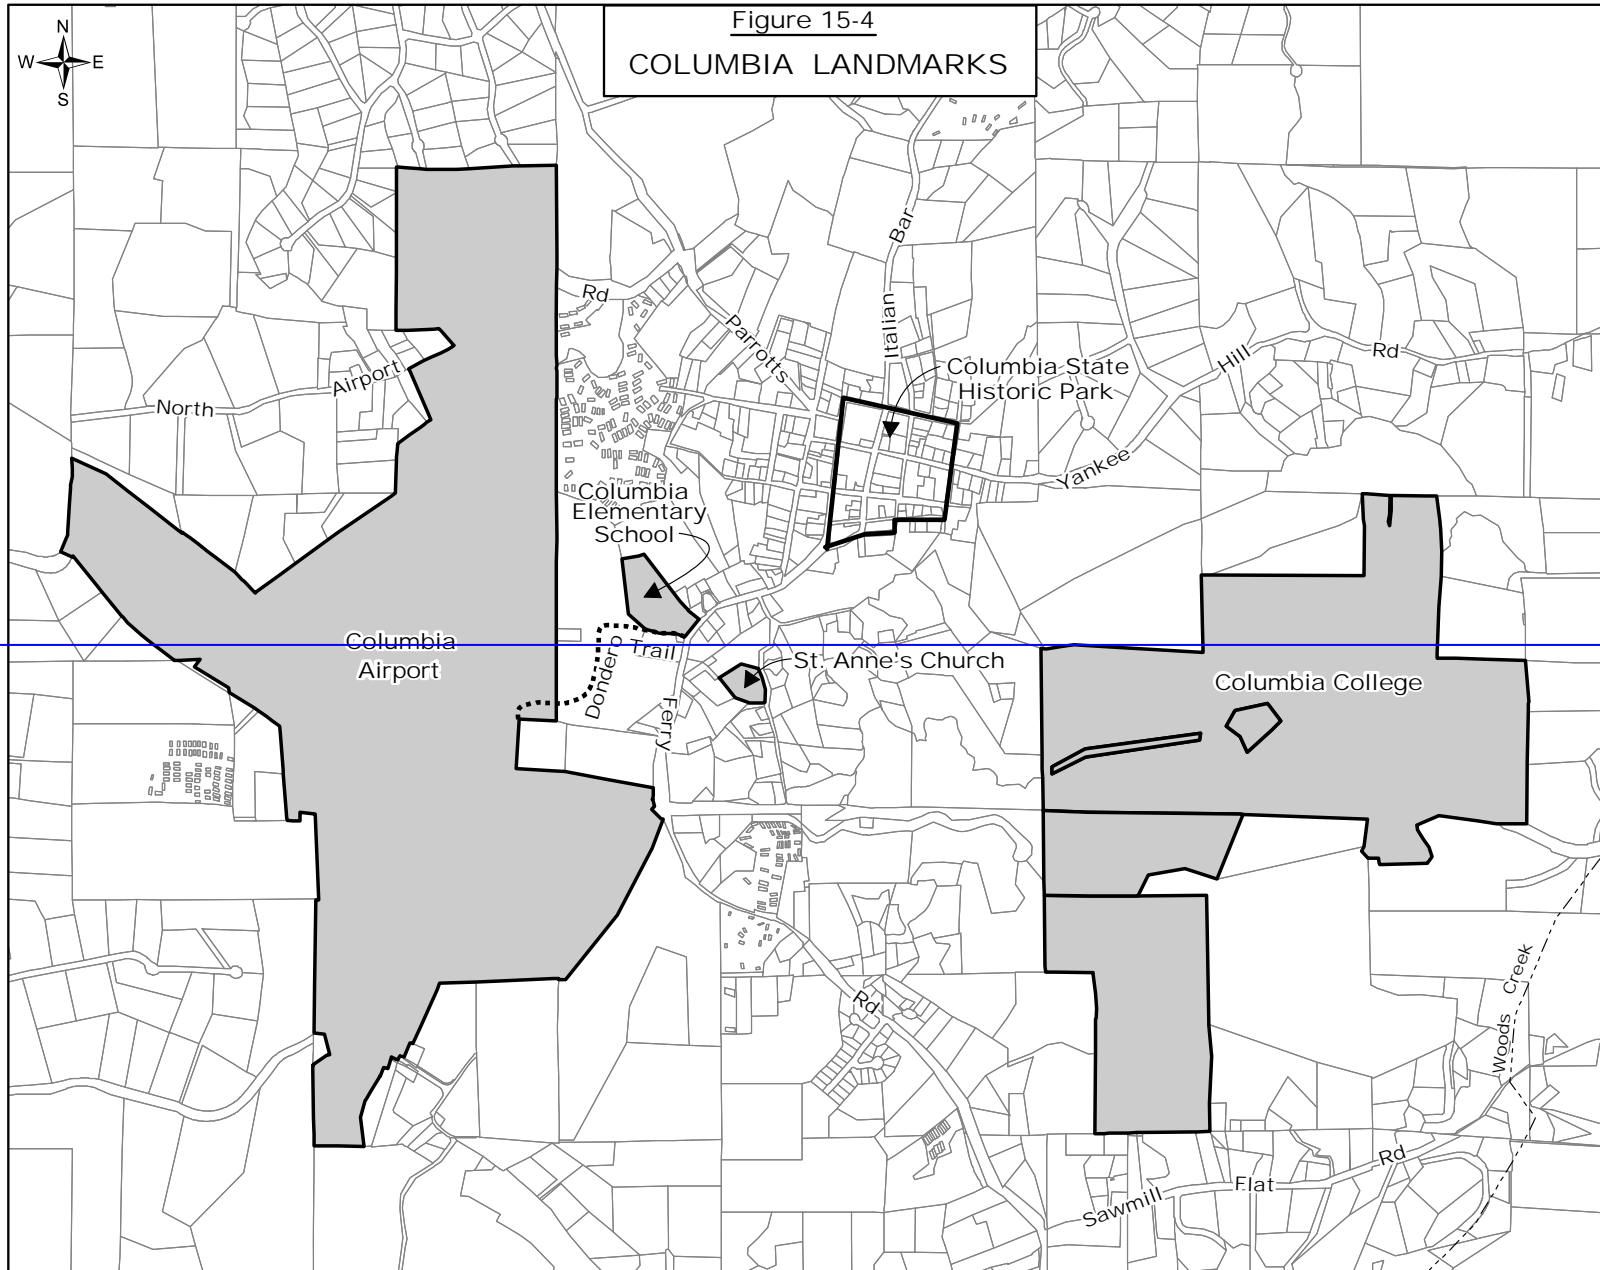 Figure 15-4
COLUMBIA LANDMARKS
N
W E
S
Bar
Italian
Rd
Parrotts
Hill
Rd
Columbia State
Historic Park
North Airport
Yankee
Columbia
Elementary
School
Columbia
Airport
Dondero
Trail
St. Anne's Church
Columbia College
Ferry
Rd
Woods Creek
Sawmill Flat Rd